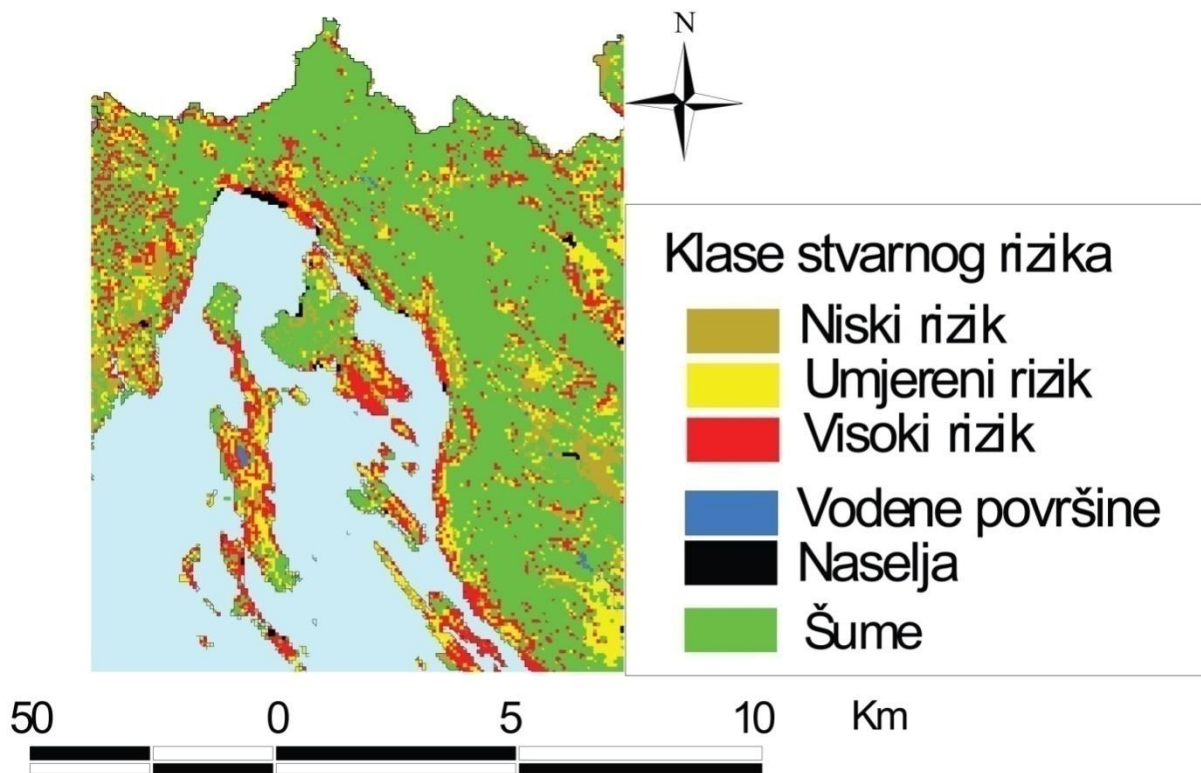 N
Klase stvarnog rizika
Niski rizik
Umjereni rizik
Visoki rizik
Vodene površine
Naselja
Šume
50 0 5 10 Km